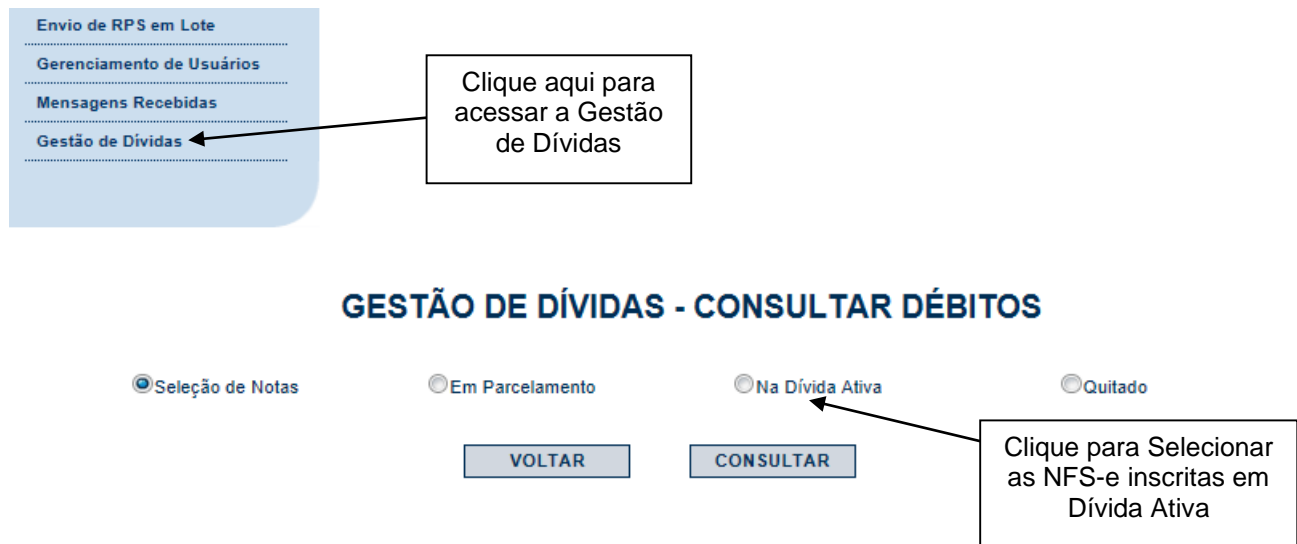 Envio de RPS em Lote
Gerenciamento de Usuários
Mensagens Recebidas
Gestão de Dívidas
Clique aqui para
acessar a Gestão
de Dívidas
GESTÃO DE DÍVIDAS - CONSULTAR DÉBITOS
Seleção de Notas
Em Parcelamento
Na Dívida Ativa
Quitado
VOLTAR
CONSULTAR
Clique para Selecionar
as NFS-e inscritas em
Dívida Ativa